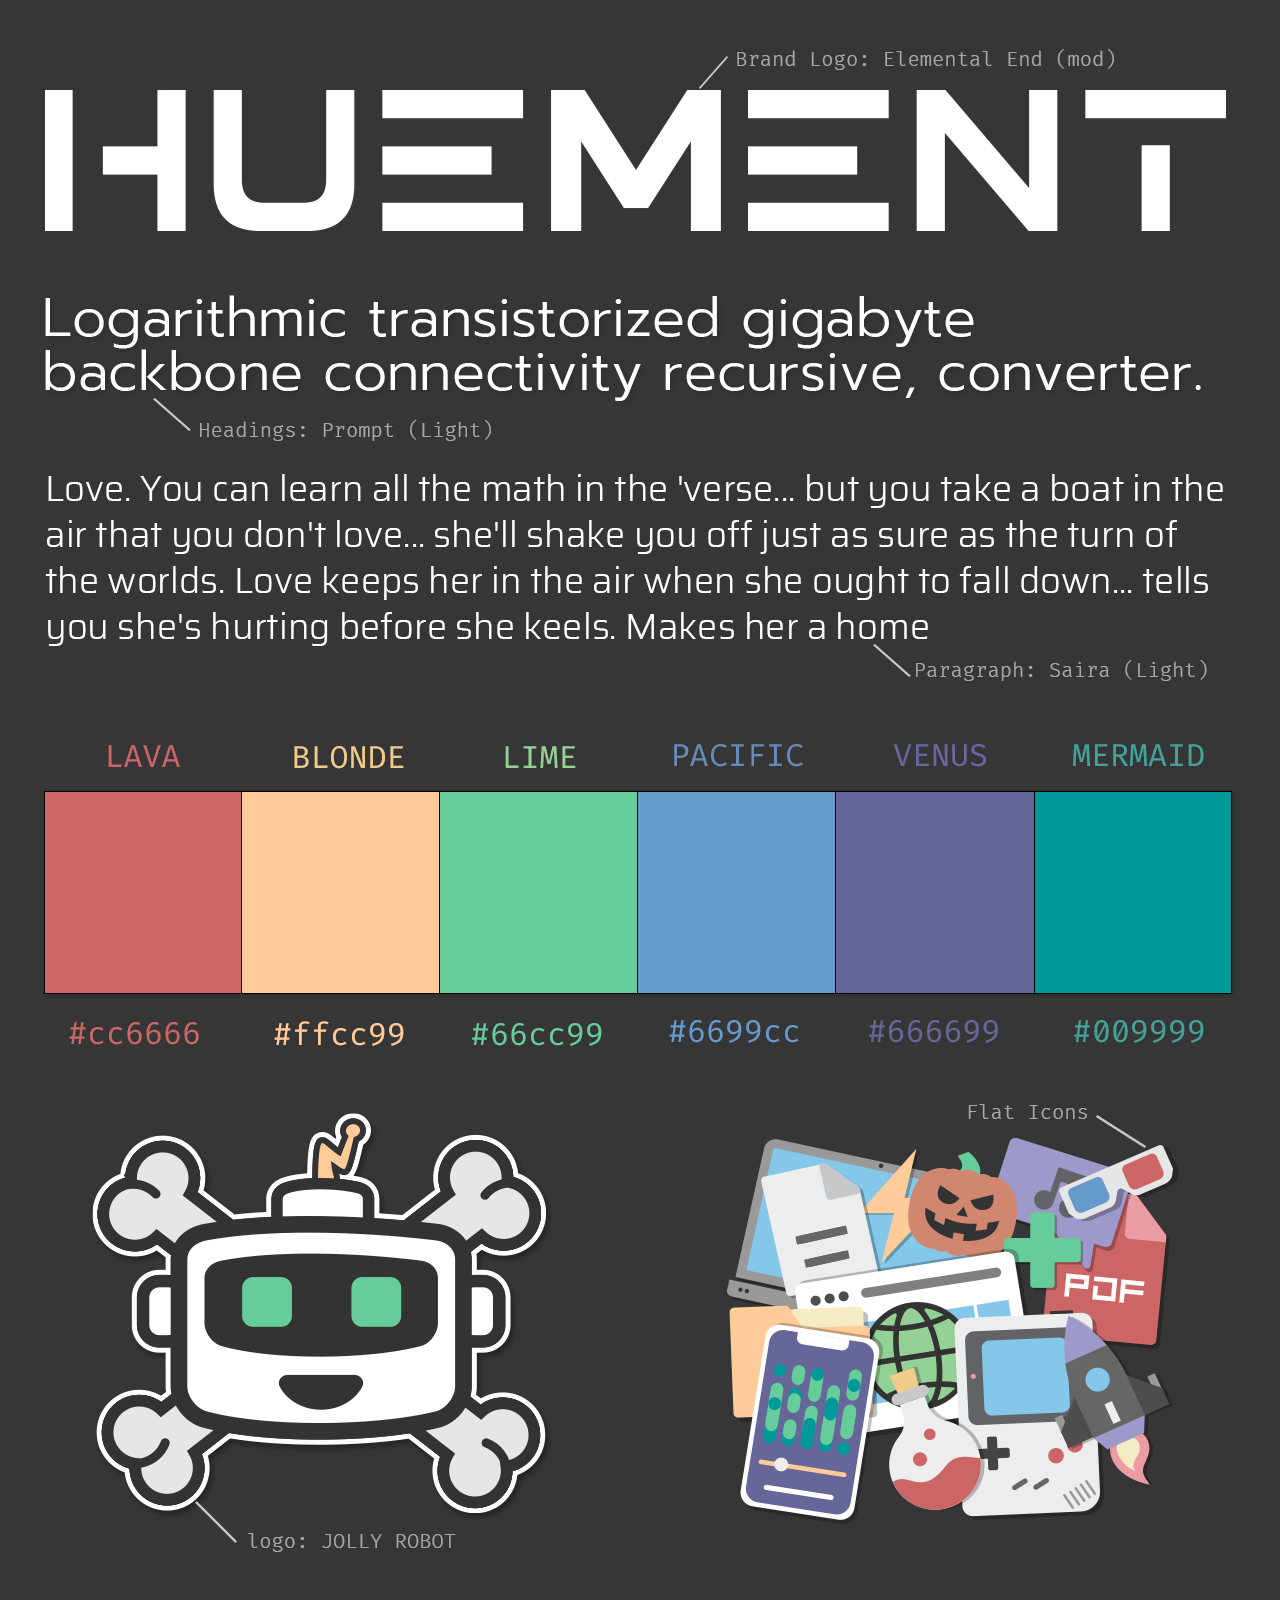 Brand Logo: Elemental End (mod)
HUEMENT
Logarithmic transistorized gigabyte
backbone connectivity recursive, converter.
Headings: Prompt (Light)
Love. You can learn all the math in the 'verse... but you take a boat in the
air that you don't love... she'll shake you off just as sure as the turn of
the worlds. Love keeps her in the air when she ought to fall down... tells
you she's hurting before she keels. Makes her a home
Paragraph: Saira (Light)
LAVA BLONDE LIME PACIFIC VENUS MERMAID
#cc6666 #ffcc99 #66cc99 #6699cc #666699 #009999
Flat Icons
PDF
logo: JOLLY ROBOT